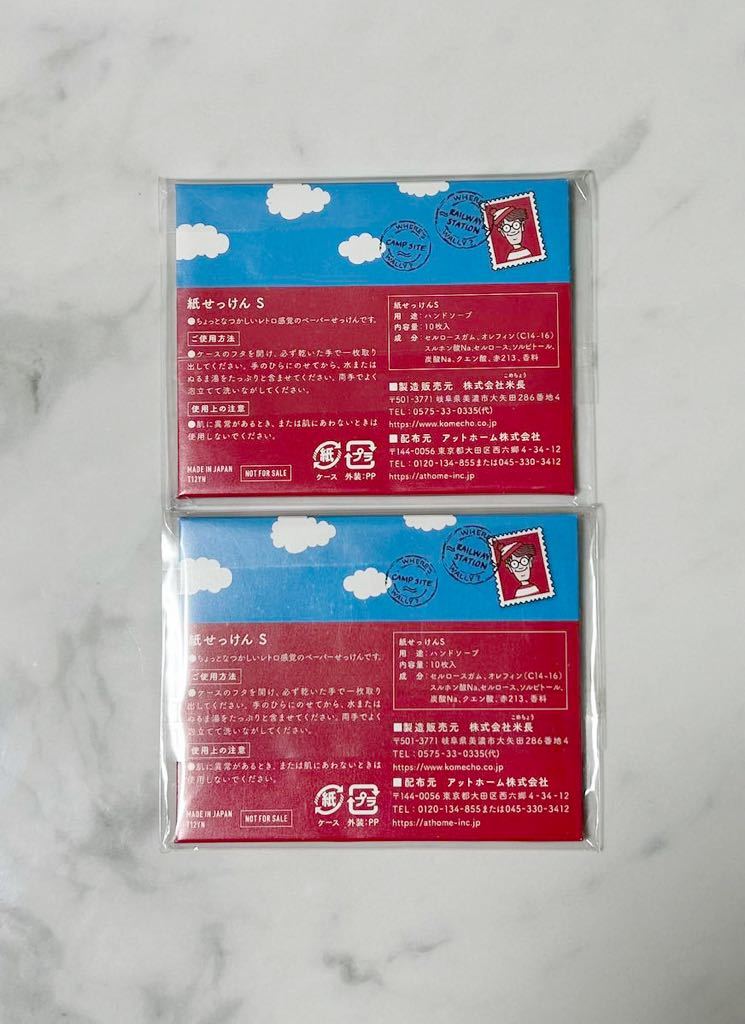 WHERE'S
RAILWAY
STATION
WALLY?
WHERE'S
CAMP SITE
WALLY?
紙せっけん S
●ちょっとなつかしいレトロ感覚のペーパーせっけんです。
ご使用方法
●ケースのフタを開け、必ず乾いた手で一枚取り
出してください。手のひらにのせてから、水または
ぬるま湯をたっぷりと含ませてください。両手でよく
泡立てて洗いながしてください。
使用上の注意
●肌に異常があるとき、または肌にあわないときは
使用しないでください。
MADE IN JAPAN
T12YN
NOT FOR SALE
紙
ケース
プラ
外装:PP
紙せっけんS
用 途:ハンドソープ
内容量:10枚入
成 分:セルロースガム、オレフィン(C14-16)
スルホン酸Na、セルロース、ソルビトール、
炭酸Na、クエン酸、赤213、香料
こめちょう
■製造販売元 株式会社米長
〒501-3771 岐阜県美濃市大矢田286番地4
TEL:0575-33-0335(代)
https://www.komecho.co.jp
■配布元 アットホーム株式会社
〒144-0056 東京都大田区西六郷4-34-12
TEL:0120-134-855または045-330-3412
https://athome-inc.jp
WHERE'S
RAILWAY
STATION
WALLY?
WHERE'S
CAMP SITE
WALLY?
紙せっけん S
●ちょっとなつかしいレトロ感覚のペーパーせっけんです。
ご使用方法
●ケースのフタを開け、必ず乾いた手で一枚取り
出してください。手のひらにのせてから、水または
ぬるま湯をたっぷりと含ませてください。両手でよく
泡立てて洗いながしてください。
使用上の注意
●肌に異常があるとき、または肌にあわないときは
使用しないでください。
MADE IN JAPAN
T12YN
NOT FOR SALE
紙
ケース
プラ
外装:PP
紙せっけんS
用 途:ハンドソープ
内容量:10枚入
成 分:セルロースガム、オレフィン(C14-16)
スルホン酸Na、セルロース、ソルビトール、
炭酸Na、クエン酸、赤213、香料
こめちょう
■製造販売元 株式会社米長
〒501-3771 岐阜県美濃市大矢田286番地4
TEL:0575-33-0335(代)
https://www.komecho.co.jp
■配布元 アットホーム株式会社
〒144-0056 東京都大田区西六郷4-34-12
TEL:0120-134-855または045-330-3412
https://athome-inc.jp